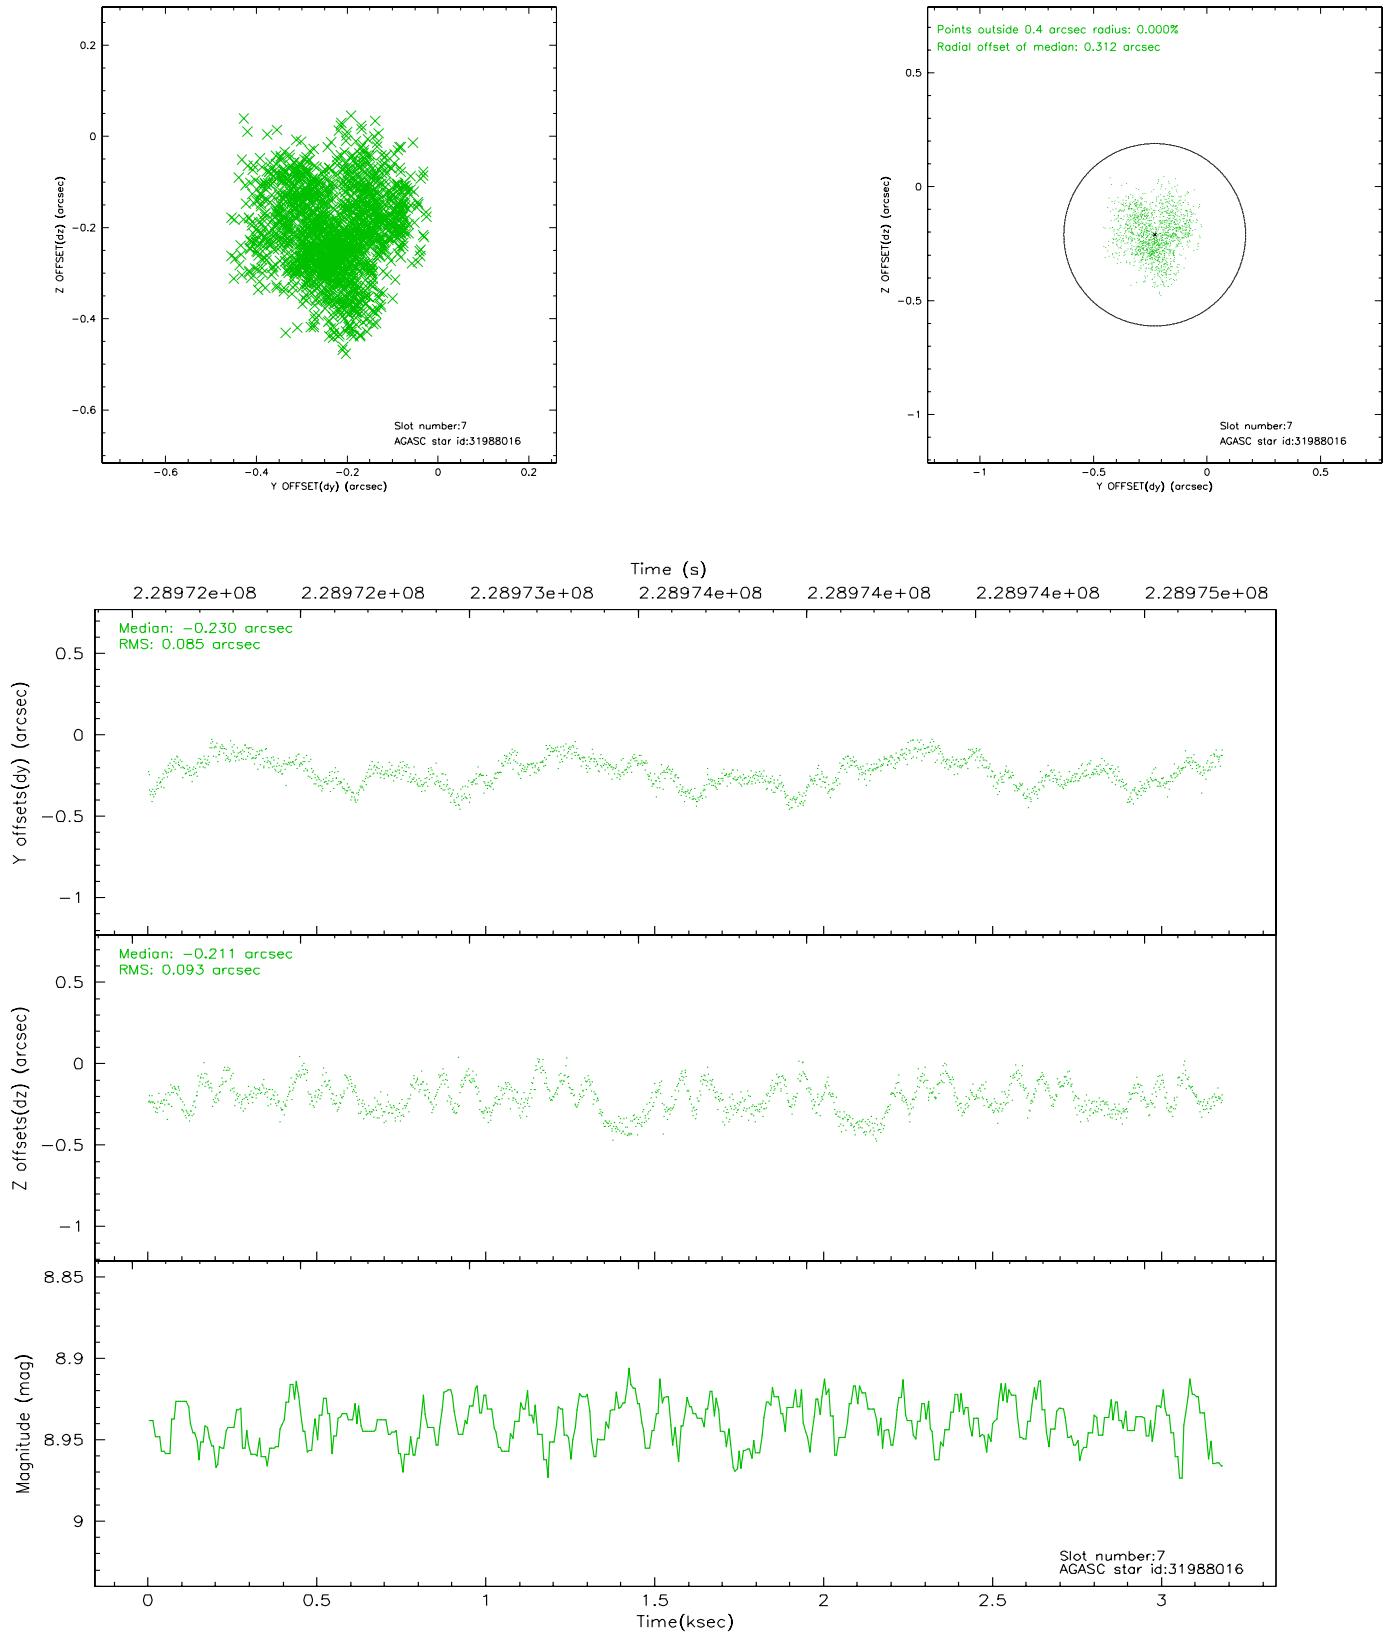 0.2
0
−0.2
−0.4
−0.6
Z OFFSET(dz) (arcsec)
Slot number:7
AGASC star id:31988016
−0.6 −0.4 −0.2 0 0.2
Y OFFSET(dy) (arcsec)
Points outside 0.4 arcsec radius: 0.000%
Radial offset of median: 0.312 arcsec
0.5
0
−0.5
−1
Z OFFSET(dz) (arcsec)
Slot number:7
AGASC star id:31988016
−1 −0.5 0 0.5
Y OFFSET(dy) (arcsec)
Time (s)
2.28972e+08 2.28972e+08 2.28973e+08 2.28974e+08 2.28974e+08 2.28974e+08 2.28975e+08
Median: −0.230 arcsec
RMS: 0.085 arcsec
0.5
0
−0.5
−1
Y offsets(dy) (arcsec)
Median: −0.211 arcsec
RMS: 0.093 arcsec
0.5
0
−0.5
−1
Z offsets(dz) (arcsec)
8.85
8.9
8.95
9
Magnitude (mag)
Slot number:7
AGASC star id:31988016
0 0.5 1 1.5 2 2.5 3
Time(ksec)